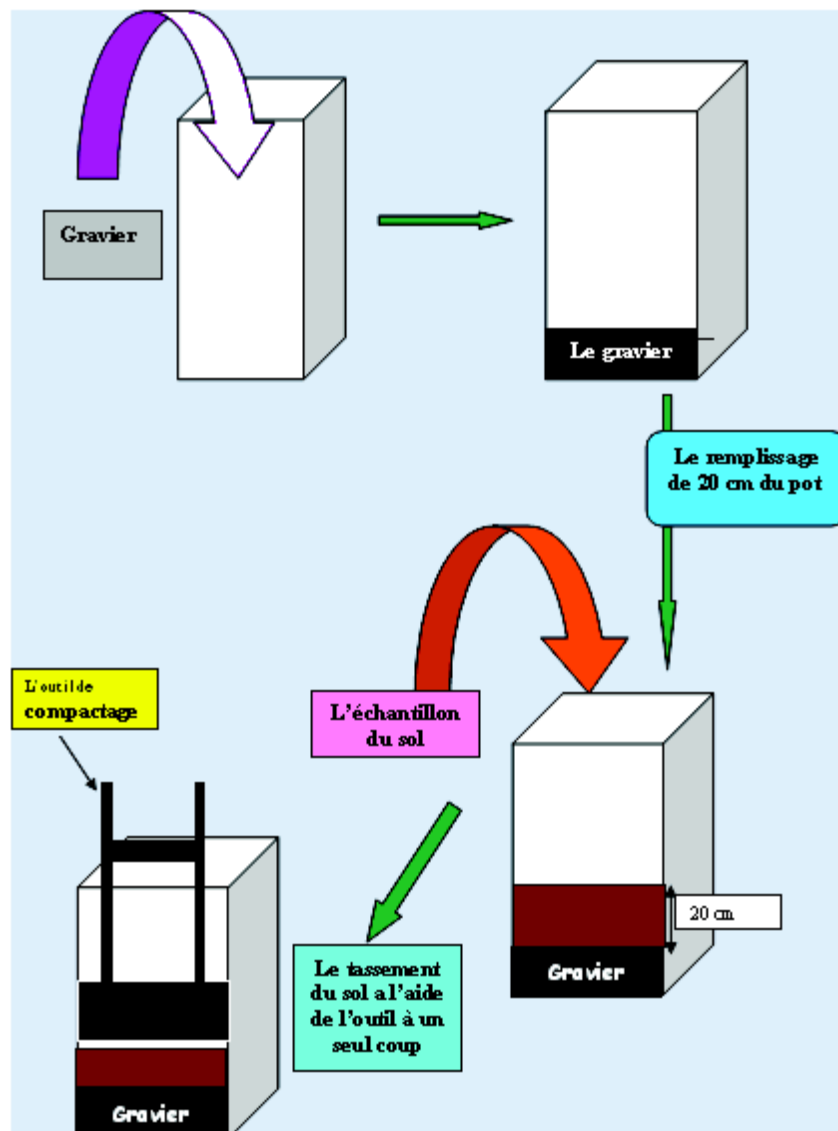 Gravier
Le gravier
Le remplissage
de 20 cm du pot
L'outil de
compactage
L'échantillon
du sol
20 cm
Gravier
Le tassement
du sol a l'aide
de l'outil à un
seul coup
Gravier